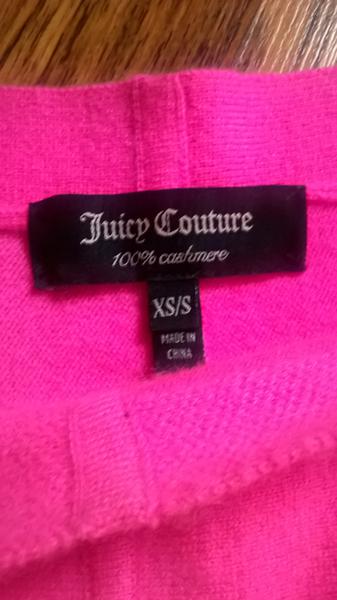 Juicy Couture
100% cashmere
XS/S
MADE IN
CHINA